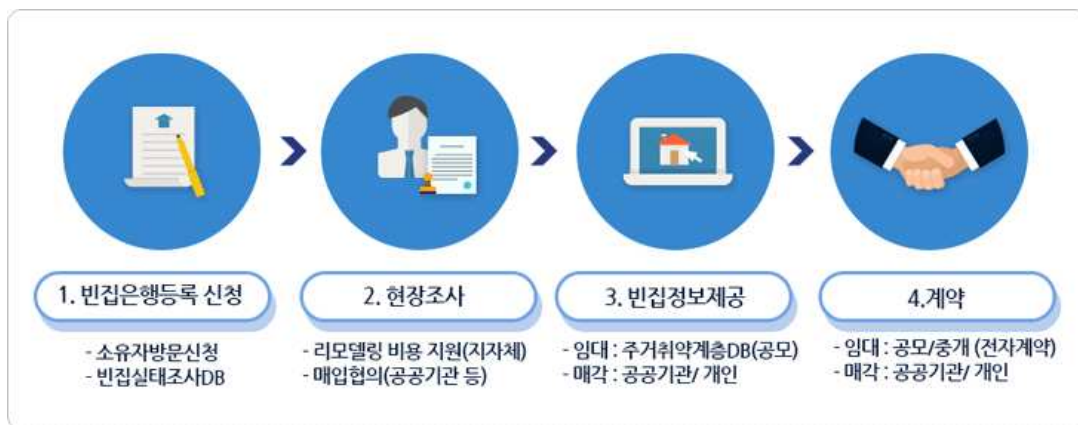 1. 빈집은행등록 신청
- 소유자방문신청
- 빈집실태조사DB
2. 현장조사
- 리모델링 비용 지원(지자체)
- 매입협의(공공기관 등)
3. 빈집정보제공
- 임대 : 주거취약계층DB(공모)
- 매각 : 공공기관/ 개인
4.계약
- 임대 : 공모/중개 (전자계약)
- 매각 : 공공기관/ 개인